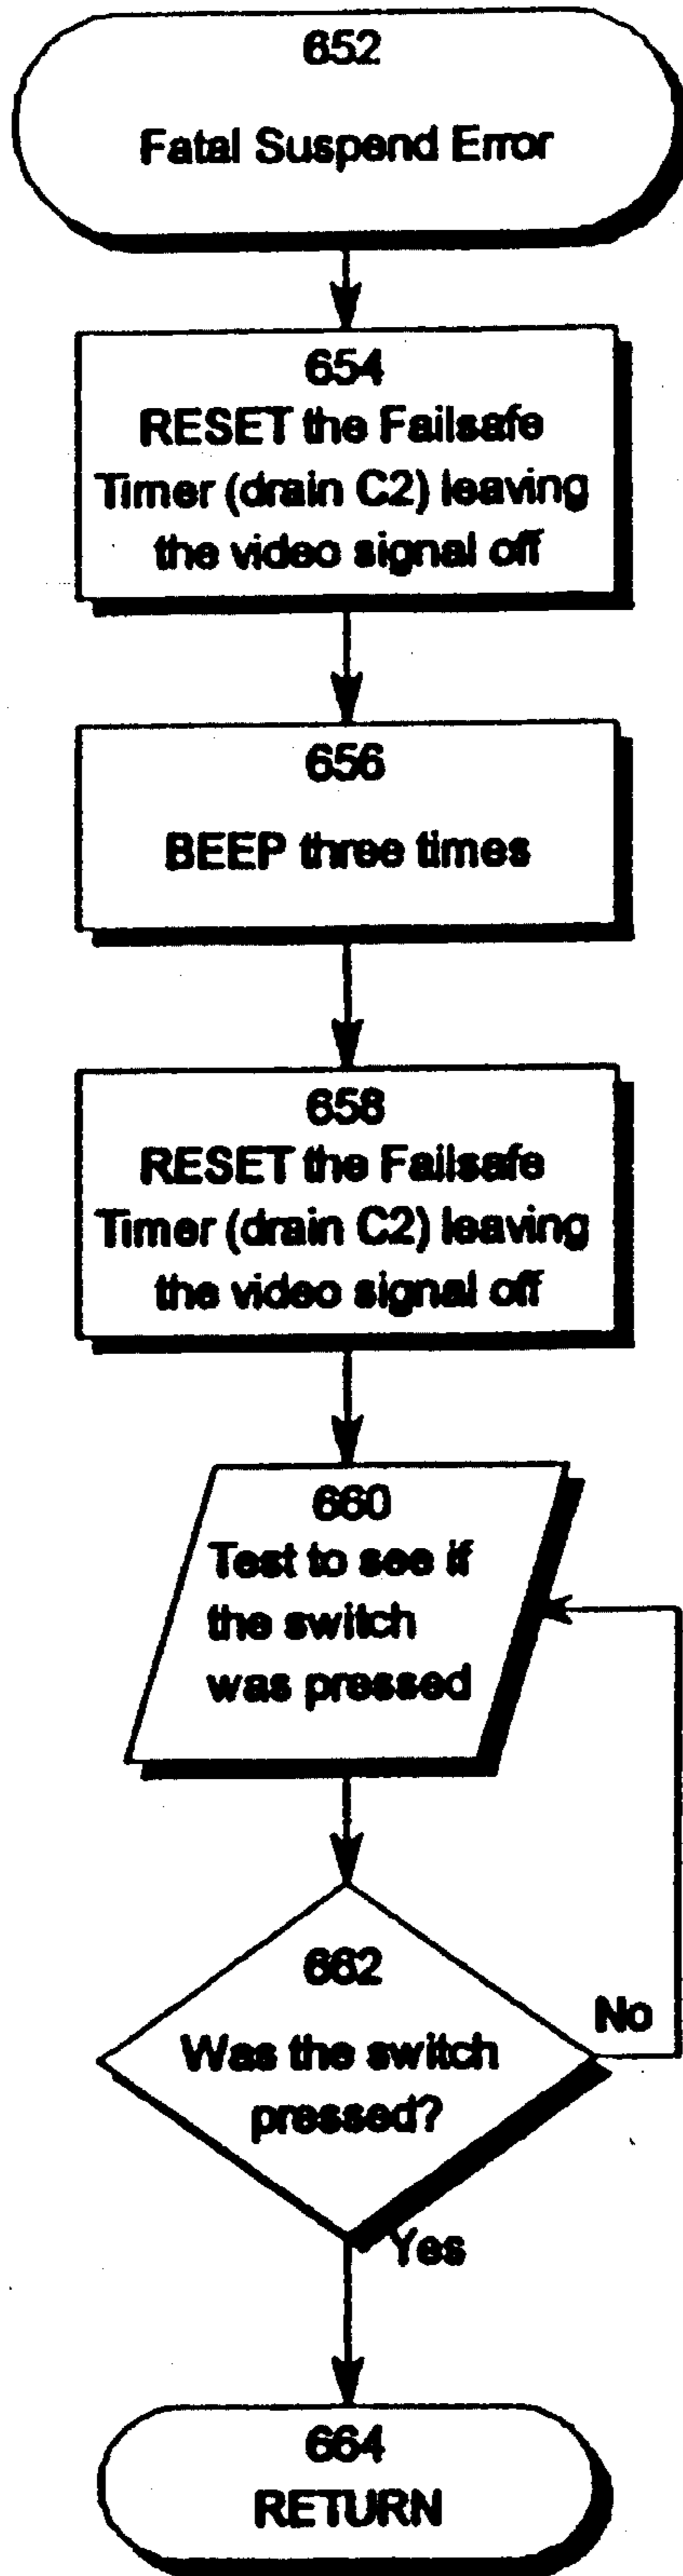 652
Fatal Suspend Error
654
RESET the Failsafe
Timer (drain C2) leaving
the video signal off
656
BEEP three times
658
RESET the Failsafe
Timer (drain C2) leaving
the video signal off
660
Test to see if
the switch
was pressed
662
Was the switch
pressed?
No
Yes
664
RETURN